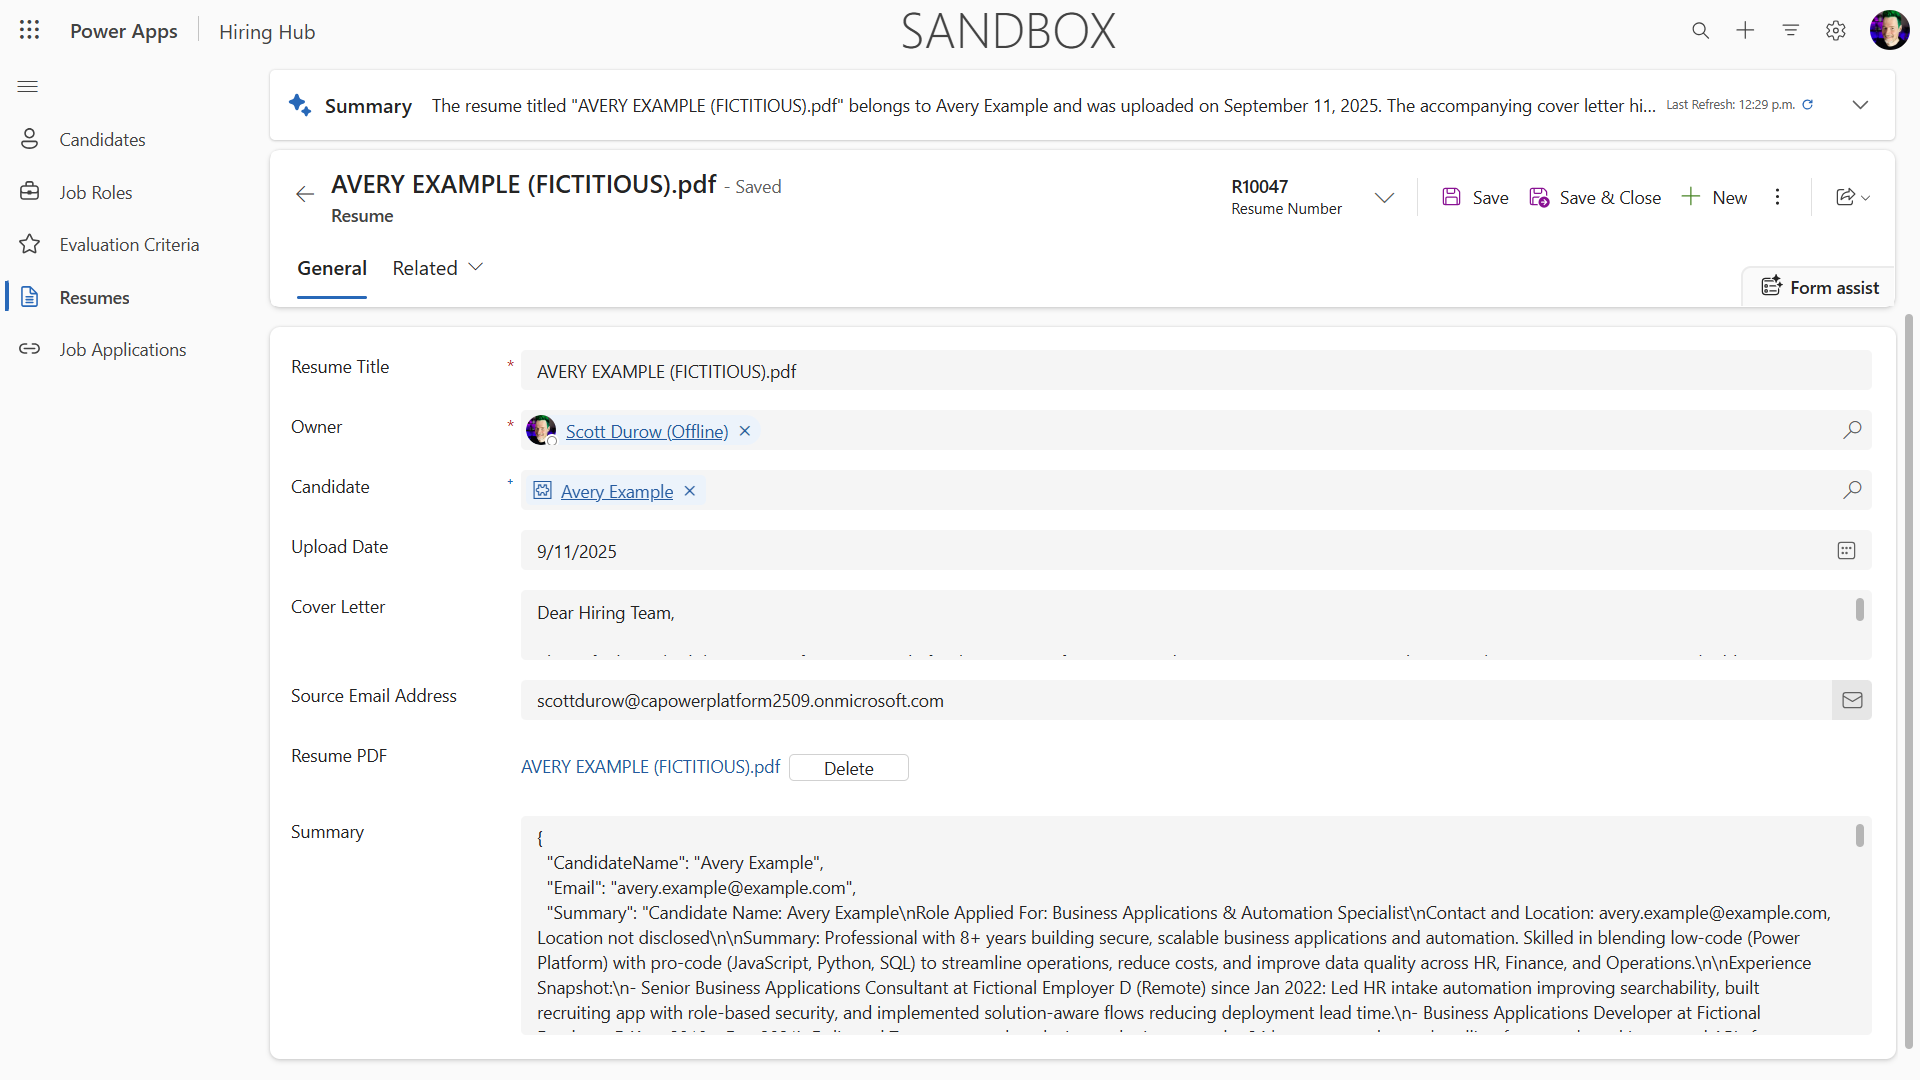 Power Apps
Hiring Hub
SANDBOX
Summary
The resume titled "AVERY EXAMPLE (FICTITIOUS).pdf" belongs to Avery Example and was uploaded on September 11, 2025. The accompanying cover letter hi...
Last Refresh: 12:29 p.m.
Candidates
Job Roles
Evaluation Criteria
Resumes
Job Applications
AVERY EXAMPLE (FICTITIOUS).pdf - Saved
Resume
R10047
Resume Number
Save
Save & Close
New
General
Related
Form assist
Resume Title
*
AVERY EXAMPLE (FICTITIOUS).pdf
Owner
*
Scott Durow (Offline)
Candidate
+
Avery Example
Upload Date
9/11/2025
Cover Letter
Dear Hiring Team,
Source Email Address
scottdurow@capowerplatform2509.onmicrosoft.com
Resume PDF
AVERY EXAMPLE (FICTITIOUS).pdf
Delete
Summary
{
"CandidateName": "Avery Example",
"Email": "avery.example@example.com",
"Summary": "Candidate Name: Avery Example\nRole Applied For: Business Applications & Automation Specialist\nContact and Location: avery.example@example.com,
Location not disclosed\n\nSummary: Professional with 8+ years building secure, scalable business applications and automation. Skilled in blending low-code (Power
Platform) with pro-code (JavaScript, Python, SQL) to streamline operations, reduce costs, and improve data quality across HR, Finance, and Operations.\n\nExperience
Snapshot:\n- Senior Business Applications Consultant at Fictional Employer D (Remote) since Jan 2022: Led HR intake automation improving searchability, built
recruiting app with role-based security, and implemented solution-aware flows reducing deployment lead time.\n- Business Applications Developer at Fictional